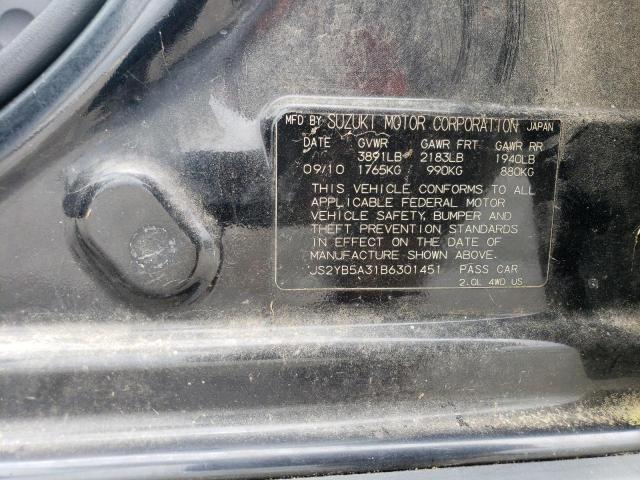 MFD BY SUZUKI MOTOR CORPORATION, JAPAN
DATE GVWR GAWR FRT GAWR RR
3891LB 2183LB 1940LB
09/10 1765KG 990KG 880KG
THIS VEHICLE CONFORMS TO ALL
APPLICABLE FEDERAL MOTOR
VEHICLE SAFETY, BUMPER AND
THEFT PREVENTION STANDARDS
IN EFFECT ON THE DATE OF
MANUFACTURE SHOWN ABOVE.
JS2YB5A31B6301451 PASS CAR
2.0L 4WD US